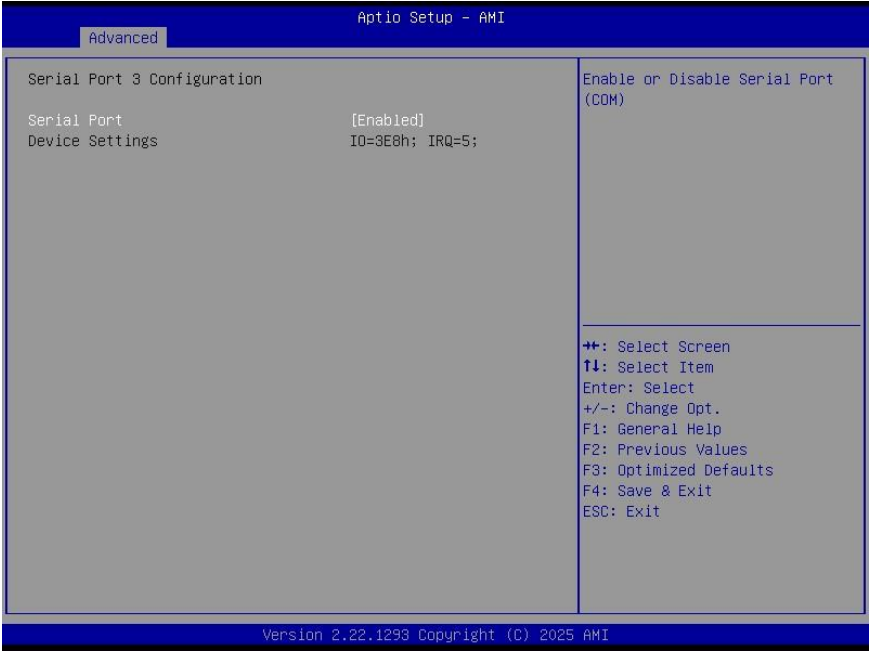 Aptio Setup – AMI
Advanced
Serial Port 3 Configuration
Serial Port [Enabled]
Device Settings IO=3E8h; IRQ=5;
Enable or Disable Serial Port
(COM)
→←: Select Screen
↑↓: Select Item
Enter: Select
+/-: Change Opt.
F1: General Help
F2: Previous Values
F3: Optimized Defaults
F4: Save & Exit
ESC: Exit
Version 2.22.1293 Copyright (C) 2025 AMI